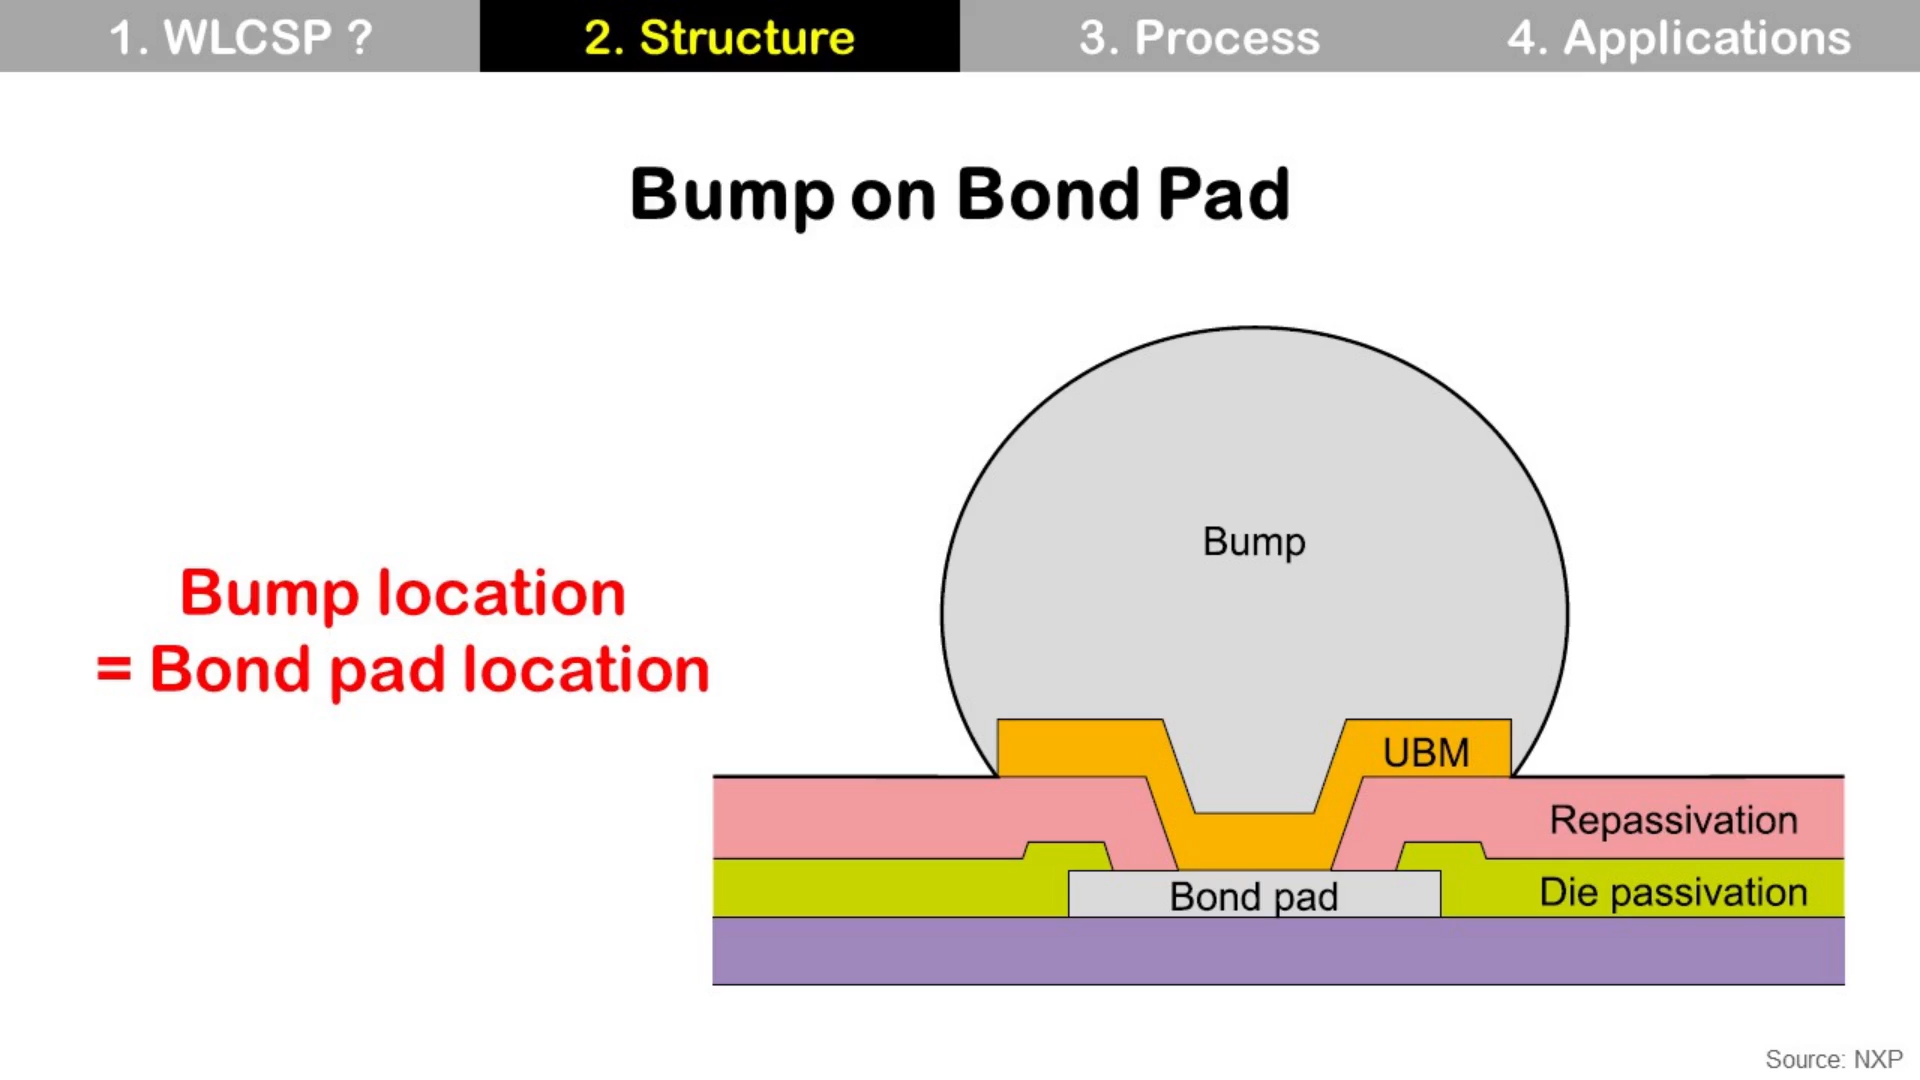 1. WLCSP ?
2. Structure
3. Process
4. Applications
Bump on Bond Pad
Bump location
= Bond pad location
Bump
UBM
Repassivation
Bond pad
Die passivation
Source: NXP